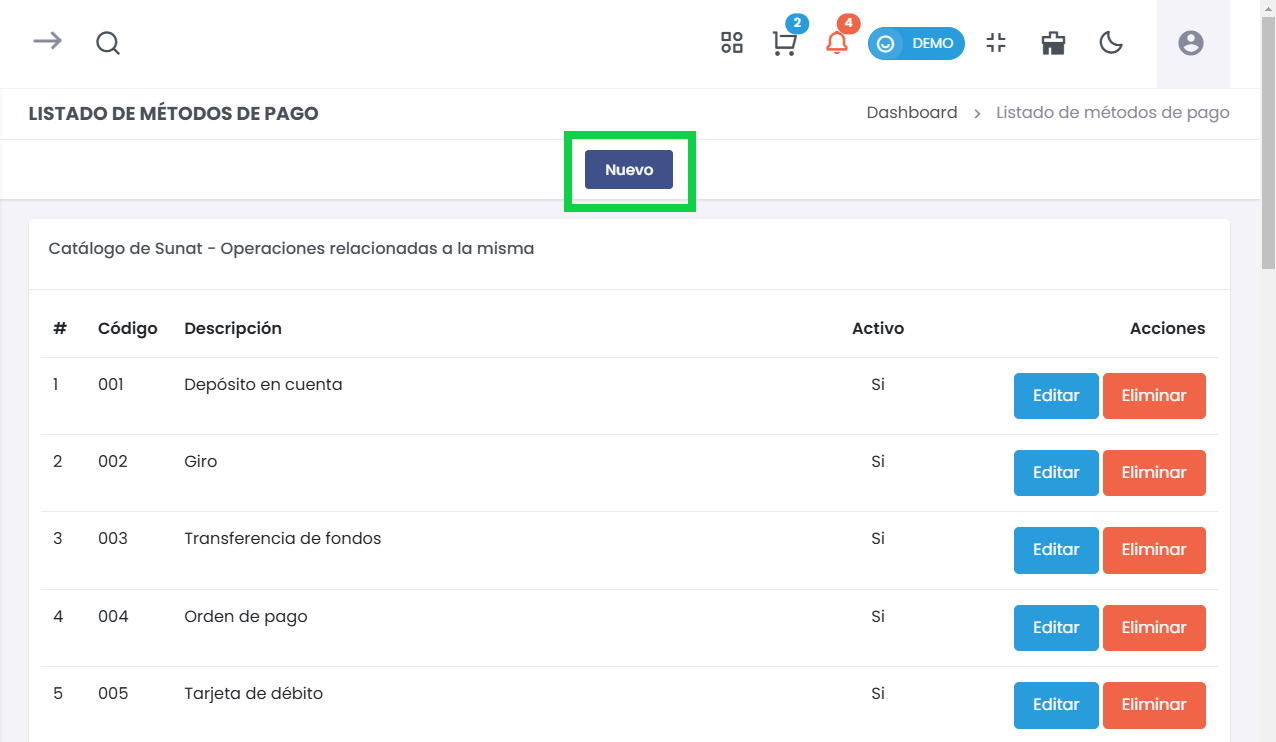 2
4
DEMO
LISTADO DE MÉTODOS DE PAGO
Dashboard > Listado de métodos de pago
Nuevo
Catálogo de Sunat - Operaciones relacionadas a la misma
# Código Descripción Activo Acciones
1 001 Depósito en cuenta Si Editar Eliminar
2 002 Giro Si Editar Eliminar
3 003 Transferencia de fondos Si Editar Eliminar
4 004 Orden de pago Si Editar Eliminar
5 005 Tarjeta de débito Si Editar Eliminar